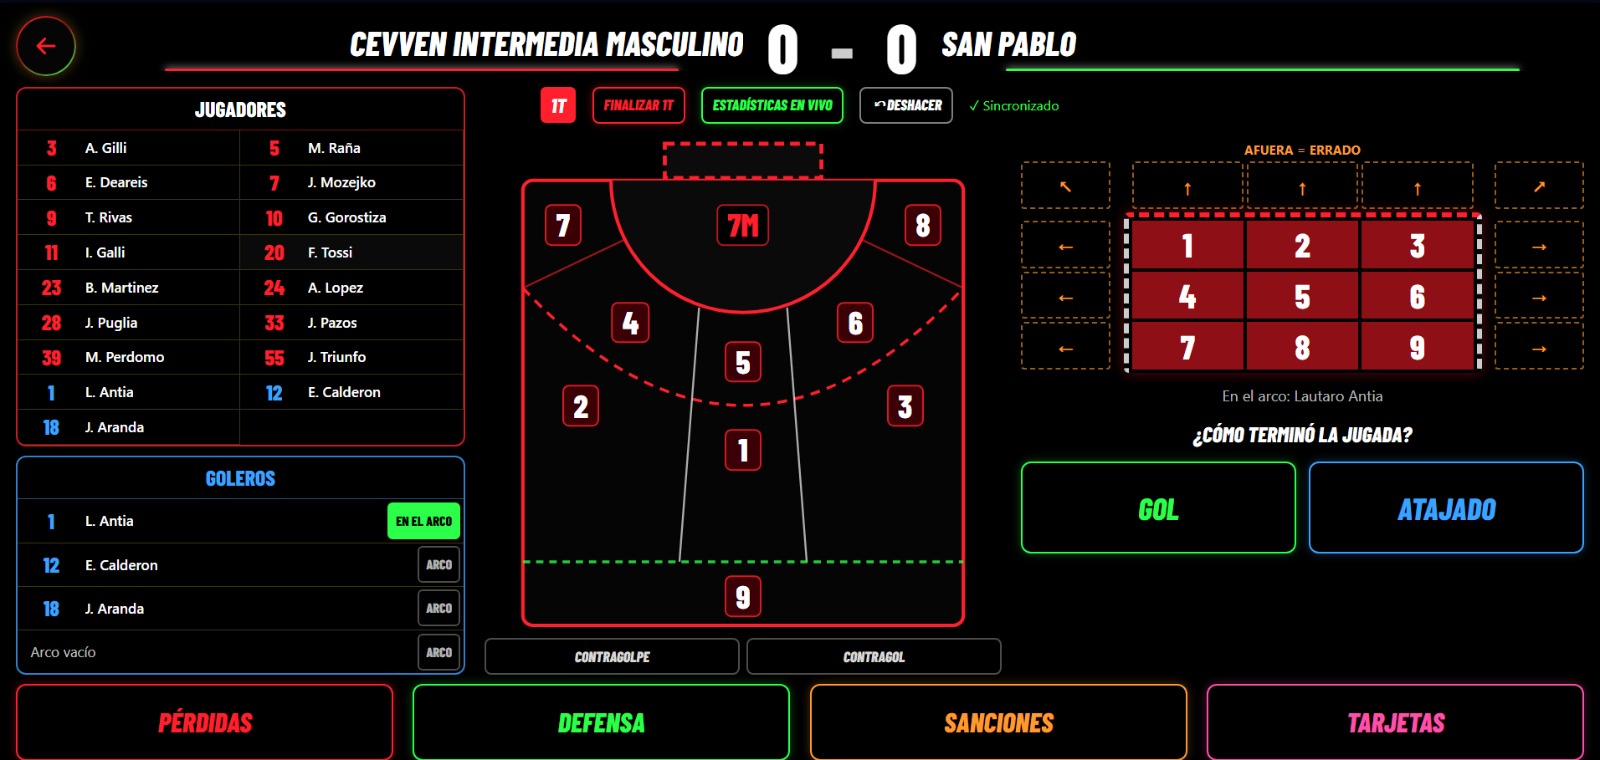 CEVVEN INTERMEDIA MASCULINO 0 - 0 SAN PABLO
1T FINALIZAR 1T ESTADÍSTICAS EN VIVO ↶DESHACER ✓ Sincronizado
JUGADORES
3 A. Gilli 5 M. Raña
6 E. Deareis 7 J. Mozejko
9 T. Rivas 10 G. Gorostiza
11 I. Galli 20 F. Tossi
23 B. Martinez 24 A. Lopez
28 J. Puglia 33 J. Pazos
39 M. Perdomo 55 J. Triunfo
1 L. Antia 12 E. Calderon
18 J. Aranda
GOLEROS
1 L. Antia EN EL ARCO
12 E. Calderon ARCO
18 J. Aranda ARCO
Arco vacío ARCO
7 7M 8
4 6
5
2 3
1
9
CONTRAGOLPE CONTRAGOL
AFUERA = ERRADO
↖ ↑ ↑ ↑ ↗
← 1 2 3 →
← 4 5 6 →
← 7 8 9 →
En el arco: Lautaro Antia
¿CÓMO TERMINÓ LA JUGADA?
GOL ATAJADO
PÉRDIDAS DEFENSA SANCIONES TARJETAS